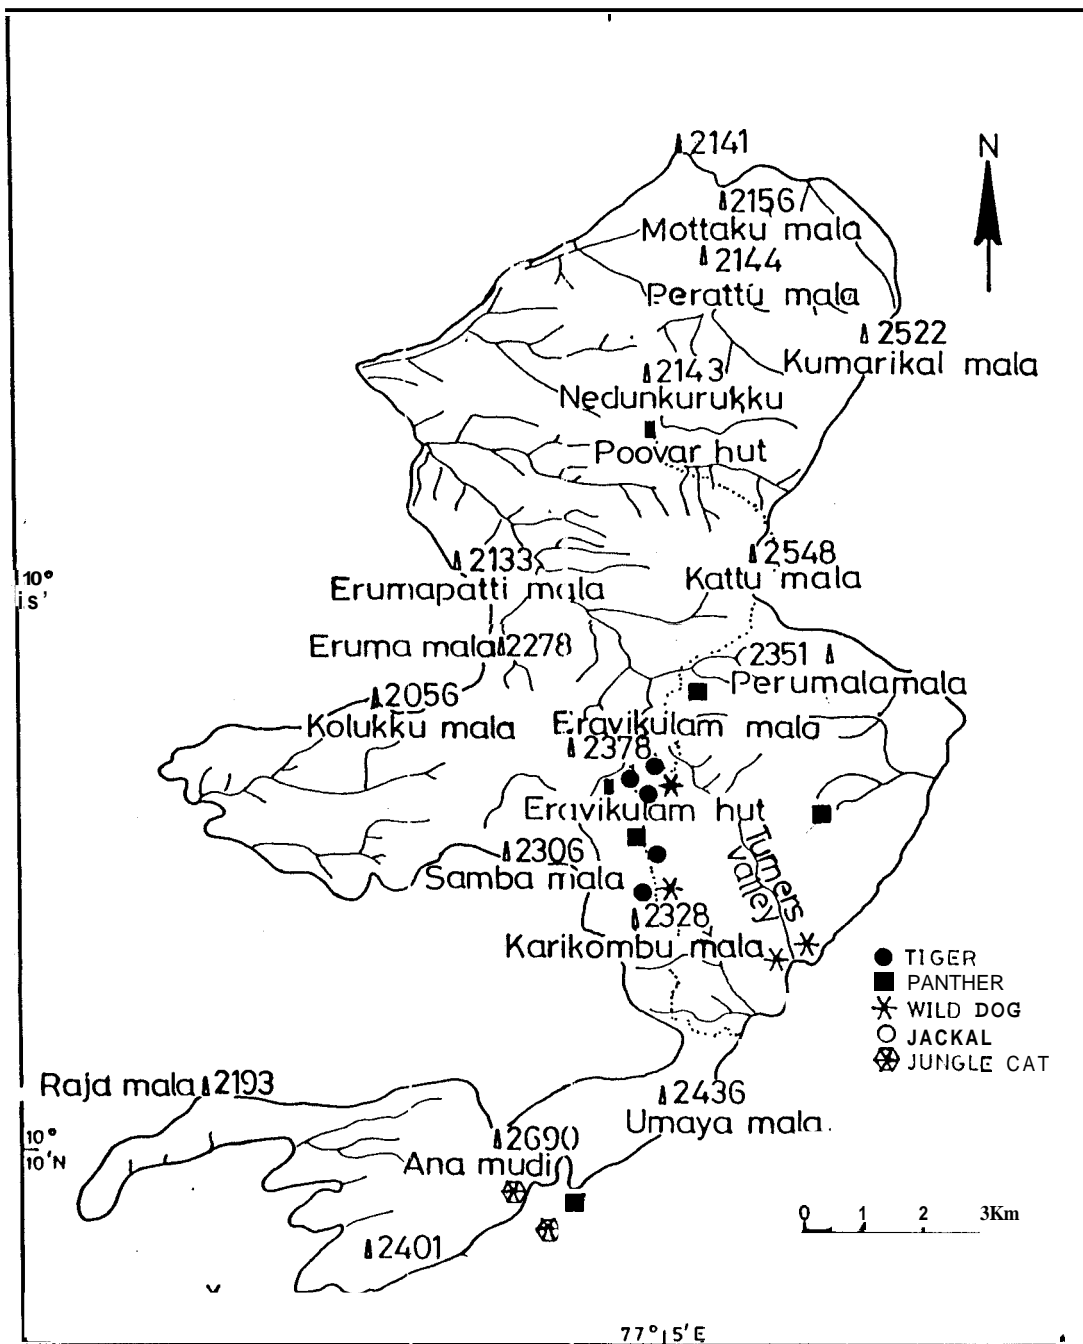 2141
N
2156
Mottaku mala
2144
Perattu mala
2522
Kumarikal mala
2143
Nedunkurukku
Poovar hut
2133
Erumapatti mala
2548
Kattu mala
10°
is'
Eruma mala 2278
2351
Perumalamala
2056
Kolukku mala
Eravikulam mala
2378
Eravikulam hut
2306
Samba mala
Turners
valley
2328
Karikombu mala
TIGER
PANTHER
WILD DOG
JACKAL
JUNGLE CAT
Raja mala 2193
2436
Umaya mala.
10°
10'N
2690
Ana mudi
2401
0 1 2 3Km
77°15'E